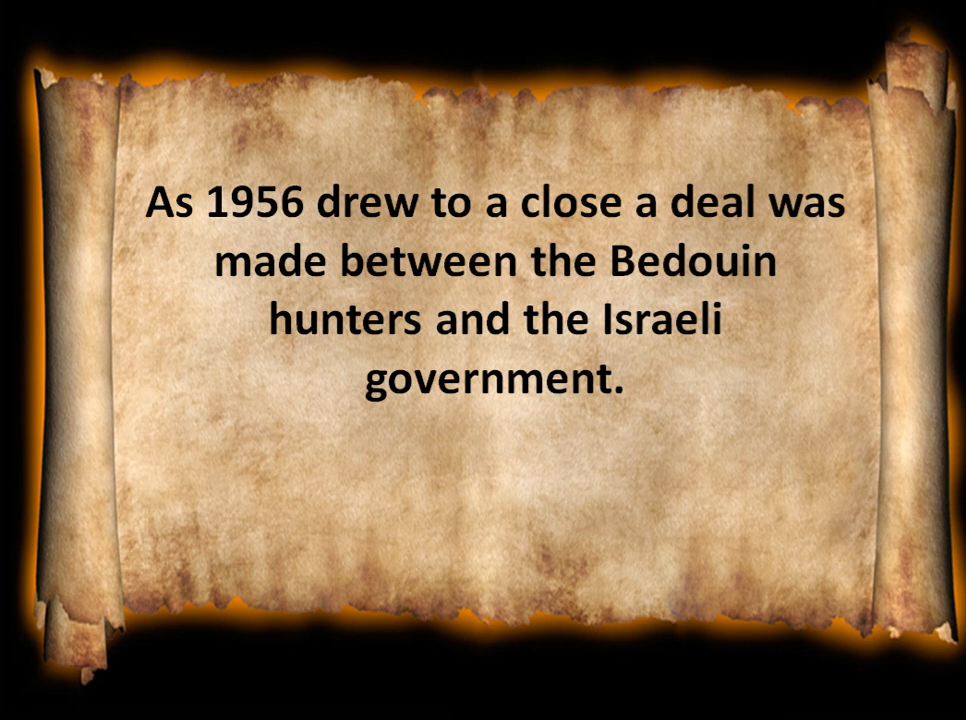 As 1956 drew to a close a deal was
made between the Bedouin
hunters and the Israeli
government.